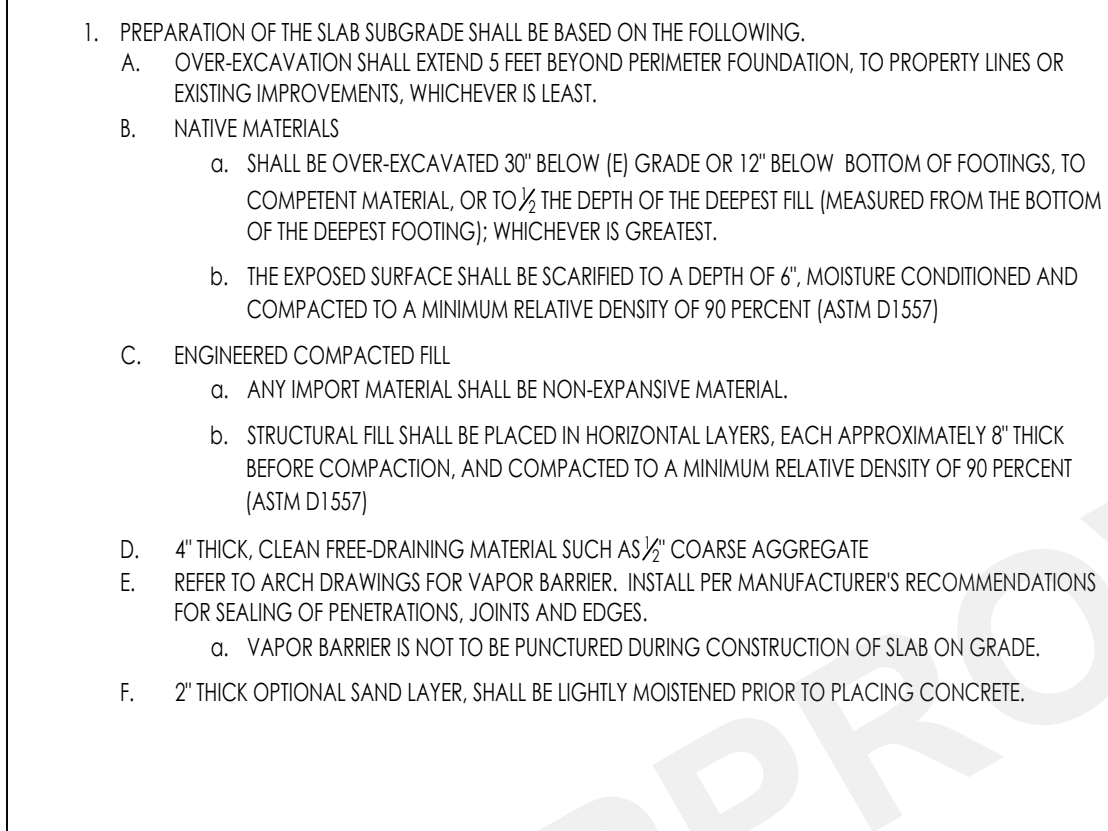 1. PREPARATION OF THE SLAB SUBGRADE SHALL BE BASED ON THE FOLLOWING.
A. OVER-EXCAVATION SHALL EXTEND 5 FEET BEYOND PERIMETER FOUNDATION, TO PROPERTY LINES OR
EXISTING IMPROVEMENTS, WHICHEVER IS LEAST.
B. NATIVE MATERIALS
a. SHALL BE OVER-EXCAVATED 30" BELOW (E) GRADE OR 12" BELOW BOTTOM OF FOOTINGS, TO
COMPETENT MATERIAL, OR TO ½ THE DEPTH OF THE DEEPEST FILL (MEASURED FROM THE BOTTOM
OF THE DEEPEST FOOTING); WHICHEVER IS GREATEST.
b. THE EXPOSED SURFACE SHALL BE SCARIFIED TO A DEPTH OF 6", MOISTURE CONDITIONED AND
COMPACTED TO A MINIMUM RELATIVE DENSITY OF 90 PERCENT (ASTM D1557)
C. ENGINEERED COMPACTED FILL
a. ANY IMPORT MATERIAL SHALL BE NON-EXPANSIVE MATERIAL.
b. STRUCTURAL FILL SHALL BE PLACED IN HORIZONTAL LAYERS, EACH APPROXIMATELY 8" THICK
BEFORE COMPACTION, AND COMPACTED TO A MINIMUM RELATIVE DENSITY OF 90 PERCENT
(ASTM D1557)
D. 4" THICK, CLEAN FREE-DRAINING MATERIAL SUCH AS ½" COARSE AGGREGATE
E. REFER TO ARCH DRAWINGS FOR VAPOR BARRIER. INSTALL PER MANUFACTURER'S RECOMMENDATIONS
FOR SEALING OF PENETRATIONS, JOINTS AND EDGES.
a. VAPOR BARRIER IS NOT TO BE PUNCTURED DURING CONSTRUCTION OF SLAB ON GRADE.
F. 2" THICK OPTIONAL SAND LAYER, SHALL BE LIGHTLY MOISTENED PRIOR TO PLACING CONCRETE.